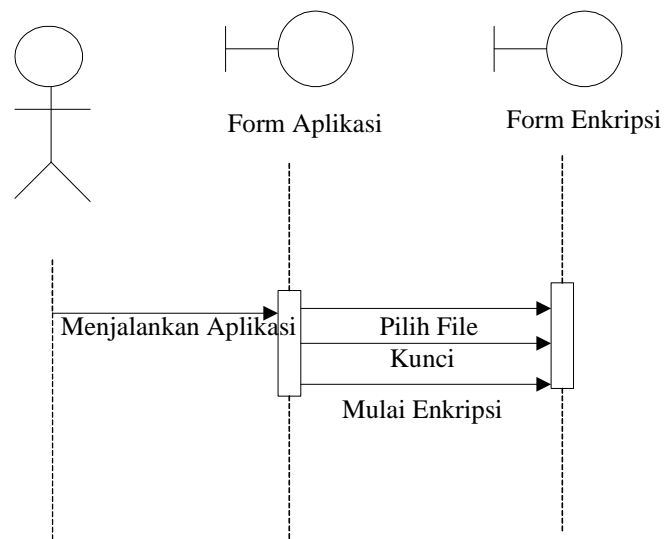 Form Aplikasi
Form Enkripsi
Menjalankan Aplikasi
Pilih File
Kunci
Mulai Enkripsi